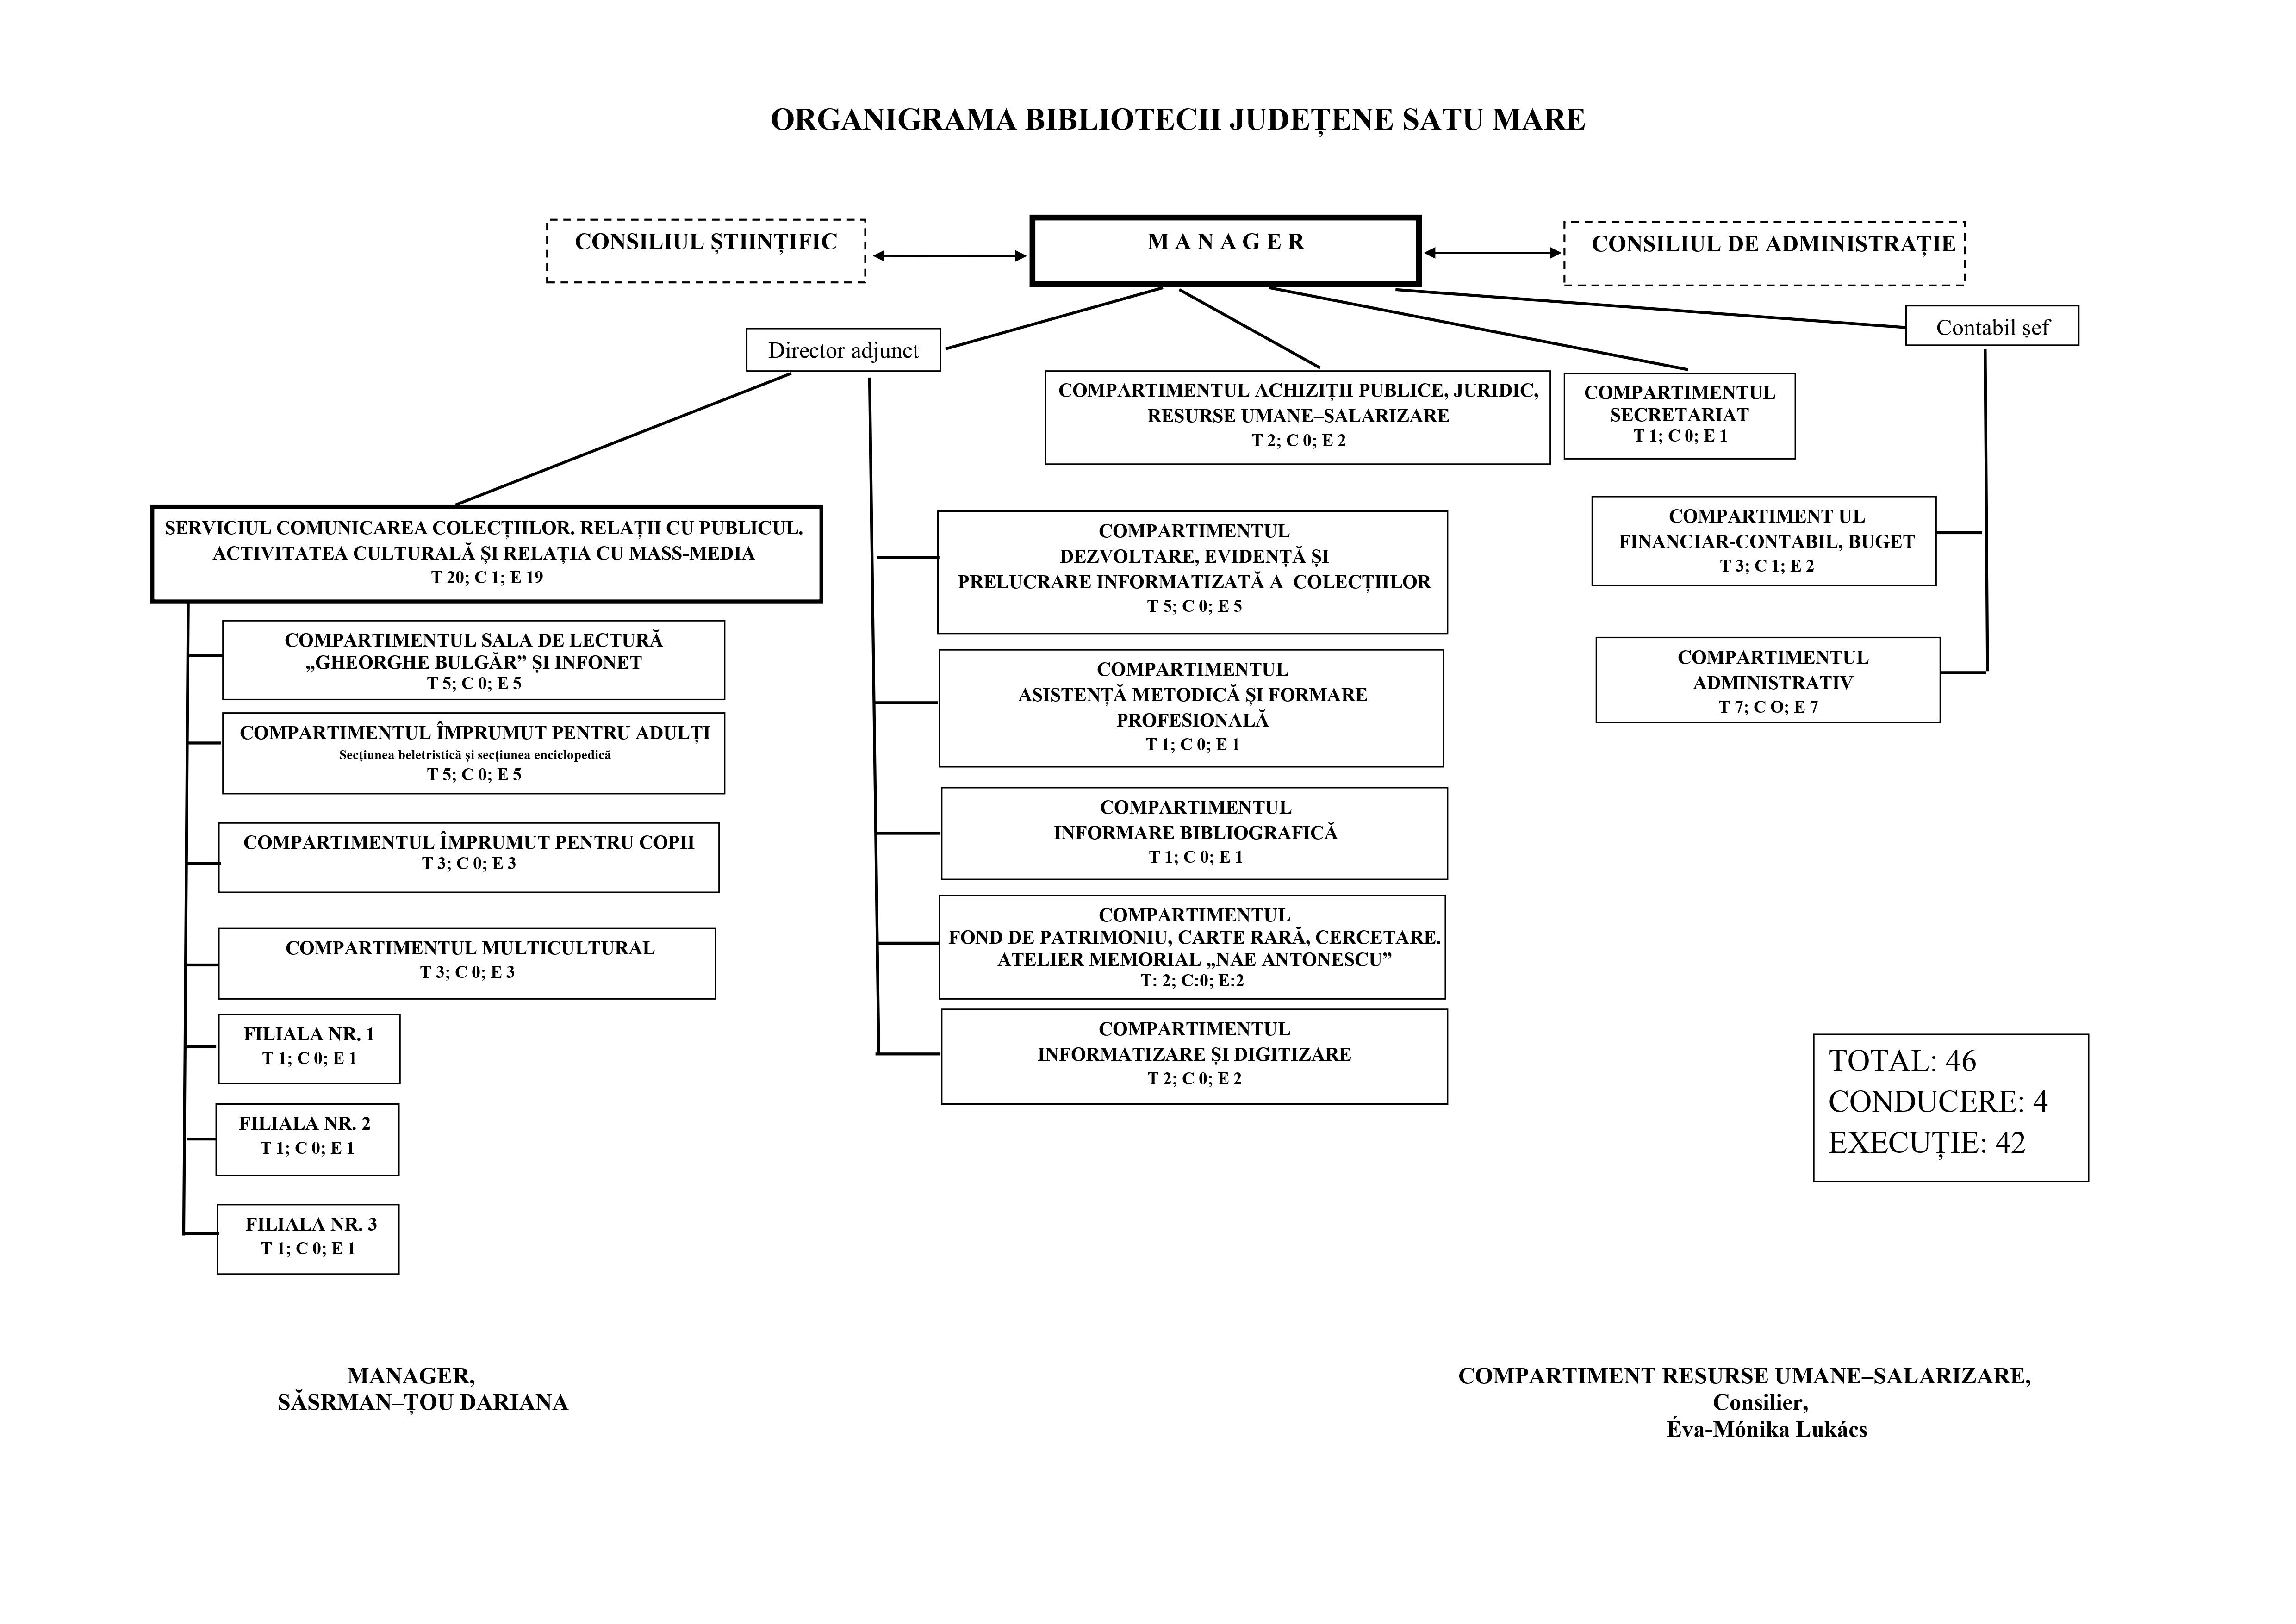 ORGANIGRAMA BIBLIOTECII JUDEȚENE SATU MARE
CONSILIUL ȘTIINȚIFIC
M A N A G E R
CONSILIUL DE ADMINISTRAȚIE
Director adjunct
Contabil șef
COMPARTIMENTUL ACHIZIȚII PUBLICE, JURIDIC,
RESURSE UMANE–SALARIZARE
T 2; C 0; E 2
COMPARTIMENTUL
SECRETARIAT
T 1; C 0; E 1
SERVICIUL COMUNICAREA COLECȚIILOR. RELAȚII CU PUBLICUL.
ACTIVITATEA CULTURALĂ ȘI RELAȚIA CU MASS-MEDIA
T 20; C 1; E 19
COMPARTIMENTUL SALA DE LECTURĂ
„GHEORGHE BULGĂR” ȘI INFONET
T 5; C 0; E 5
COMPARTIMENTUL ÎMPRUMUT PENTRU ADULȚI
Secțiunea beletristică și secțiunea enciclopedică
T 5; C 0; E 5
COMPARTIMENTUL ÎMPRUMUT PENTRU COPII
T 3; C 0; E 3
COMPARTIMENTUL MULTICULTURAL
T 3; C 0; E 3
FILIALA NR. 1
T 1; C 0; E 1
FILIALA NR. 2
T 1; C 0; E 1
FILIALA NR. 3
T 1; C 0; E 1
COMPARTIMENTUL
DEZVOLTARE, EVIDENȚĂ ȘI
PRELUCRARE INFORMATIZATĂ A COLECȚIILOR
T 5; C 0; E 5
COMPARTIMENTUL
ASISTENȚĂ METODICĂ ȘI FORMARE
PROFESIONALĂ
T 1; C 0; E 1
COMPARTIMENTUL
INFORMARE BIBLIOGRAFICĂ
T 1; C 0; E 1
COMPARTIMENTUL
FOND DE PATRIMONIU, CARTE RARĂ, CERCETARE.
ATELIER MEMORIAL „NAE ANTONESCU”
T: 2; C:0; E:2
COMPARTIMENTUL
INFORMATIZARE ȘI DIGITIZARE
T 2; C 0; E 2
COMPARTIMENT UL
FINANCIAR-CONTABIL, BUGET
T 3; C 1; E 2
COMPARTIMENTUL
ADMINISTRATIV
T 7; C O; E 7
TOTAL: 46
CONDUCERE: 4
EXECUȚIE: 42
MANAGER,
SĂSRMAN–ȚOU DARIANA
COMPARTIMENT RESURSE UMANE–SALARIZARE,
Consilier,
Éva-Mónika Lukács